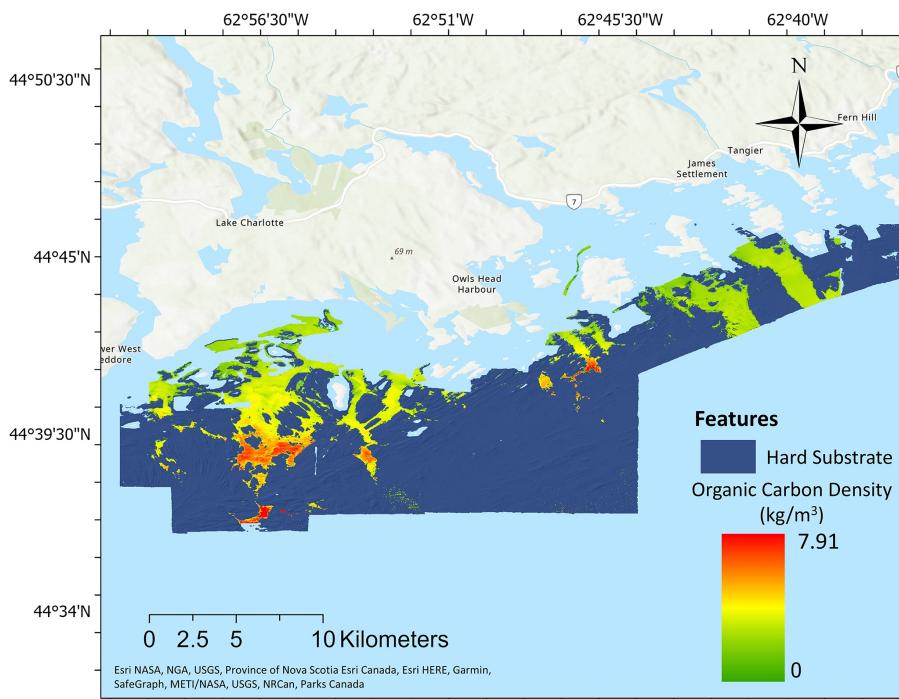 62°56'30"W 62°51'W 62°45'30"W 62°40'W
44°50'30"N
N
Fern Hill
Tangier
James
Settlement
7
Lake Charlotte
44°45'N
69 m
Owls Head
Harbour
wer West
eddore
44°39'30"N
Features
Hard Substrate
Organic Carbon Density
(kg/m³)
7.91
0
44°34'N
0 2.5 5 10 Kilometers
Esri NASA, NGA, USGS, Province of Nova Scotia Esri Canada, Esri HERE, Garmin,
SafeGraph, METI/NASA, USGS, NRCan, Parks Canada